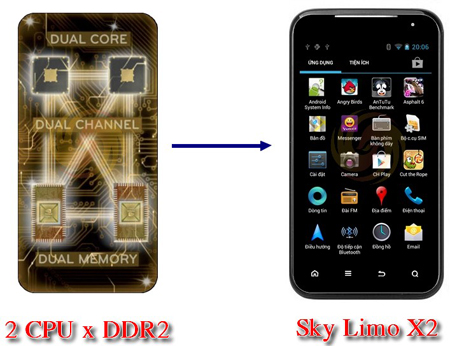 DUAL CORE
DUAL CHANNEL
DUAL MEMORY
2 CPU x DDR2
20:06
ỨNG DỤNG TIỆN ÍCH
Android System Info
Angry Birds
AnTuTu Benchmark
Asphalt 6
Bản đồ
Messenger
Bàn phím không dây
Bộ c.cụ SIM
Cài đặt
Camera
CH Play
Cut the Rope
Dòng tin
Đài FM
Địa điểm
Điện thoại
Điều hướng
Độ tiếp cận Bluetooth
Đồng hồ
Email
Sky Limo X2